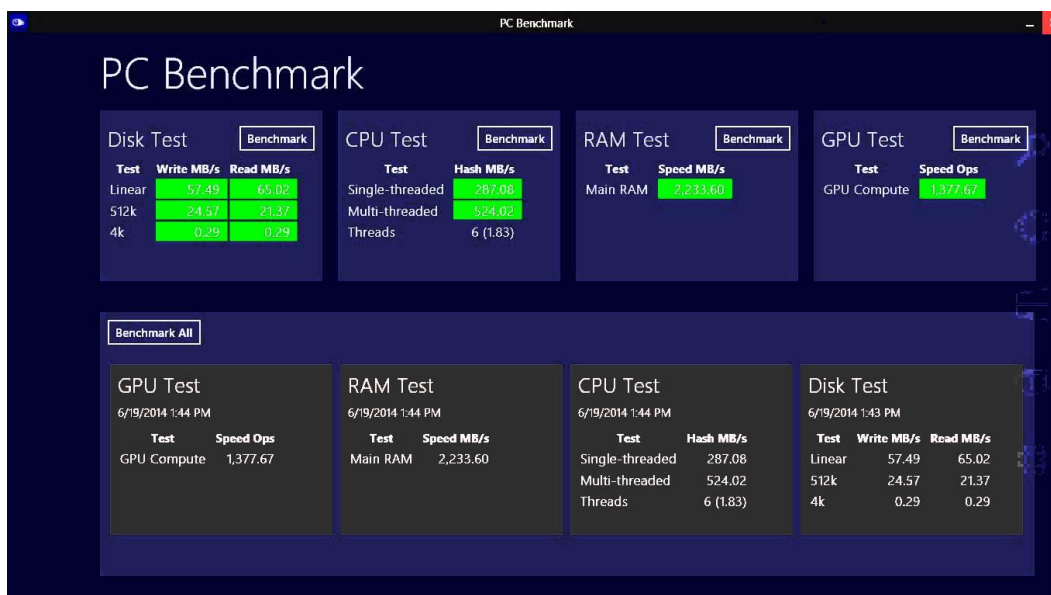 PC Benchmark
PC Benchmark
Disk Test Benchmark
Test Write MB/s Read MB/s
Linear 57.49 65.02
512k 24.57 21.37
4k 0.29 0.29
CPU Test Benchmark
Test Hash MB/s
Single-threaded 287.08
Multi-threaded 524.02
Threads 6 (1.83)
RAM Test Benchmark
Test Speed MB/s
Main RAM 2,233.60
GPU Test Benchmark
Test Speed Ops
GPU Compute 1,377.67
Benchmark All
GPU Test
6/19/2014 1:44 PM
Test Speed Ops
GPU Compute 1,377.67
RAM Test
6/19/2014 1:44 PM
Test Speed MB/s
Main RAM 2,233.60
CPU Test
6/19/2014 1:44 PM
Test Hash MB/s
Single-threaded 287.08
Multi-threaded 524.02
Threads 6 (1.83)
Disk Test
6/19/2014 1:43 PM
Test Write MB/s Read MB/s
Linear 57.49 65.02
512k 24.57 21.37
4k 0.29 0.29